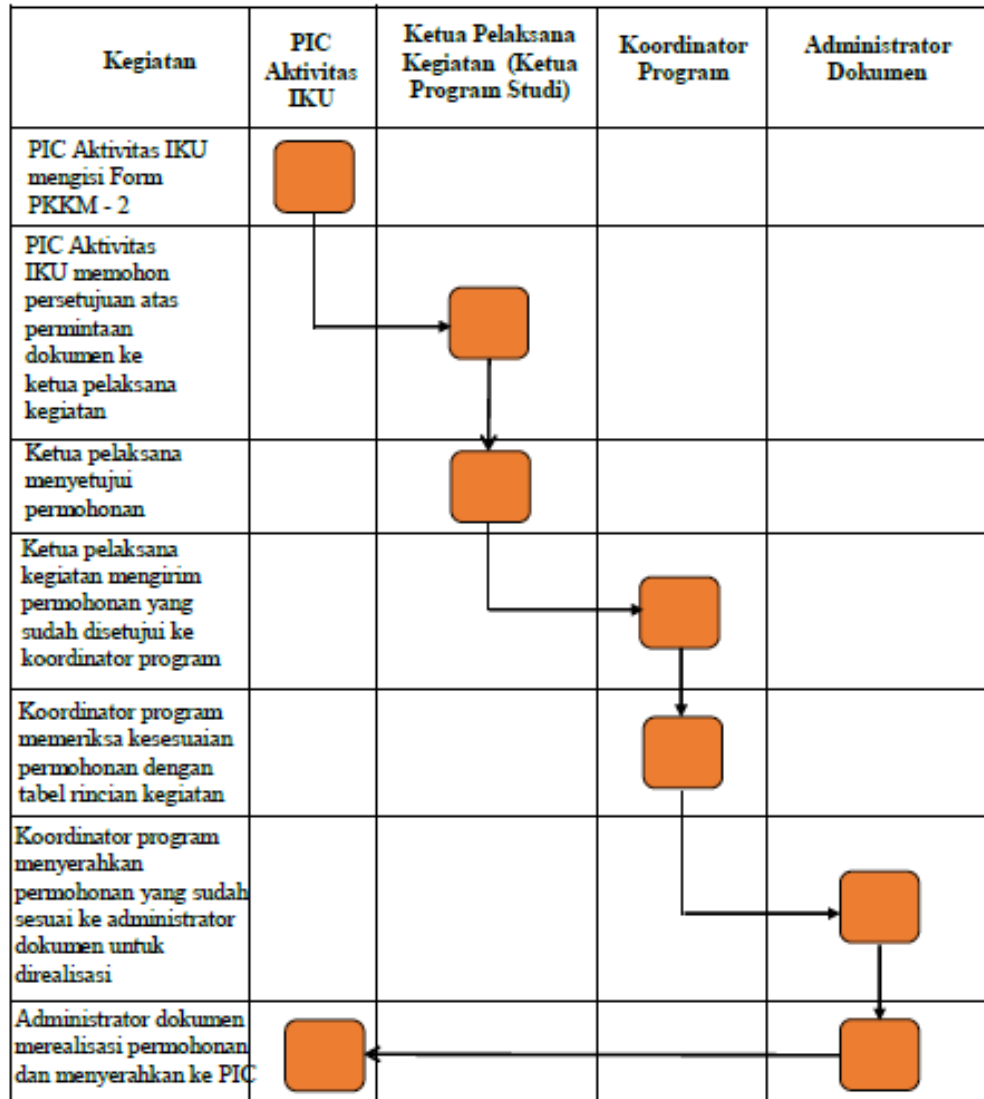 Kegiatan
PIC
Aktivitas
IKU
Ketua Pelaksana
Kegiatan (Ketua
Program Studi)
Koordinator
Program
Administrator
Dokumen
PIC Aktivitas IKU
mengisi Form
PKKM - 2
PIC Aktivitas
IKU memohon
persetujuan atas
permintaan
dokumen ke
ketua pelaksana
kegiatan
Ketua pelaksana
menyetujui
permohonan
Ketua pelaksana
kegiatan mengirim
permohonan yang
sudah disetujui ke
koordinator program
Koordinator program
memeriksa kesesuaian
permohonan dengan
tabel rincian kegiatan
Koordinator program
menyerahkan
permohonan yang sudah
sesuai ke administrator
dokumen untuk
direalisasi
Administrator dokumen
merealisasi permohonan
dan menyerahkan ke PIC